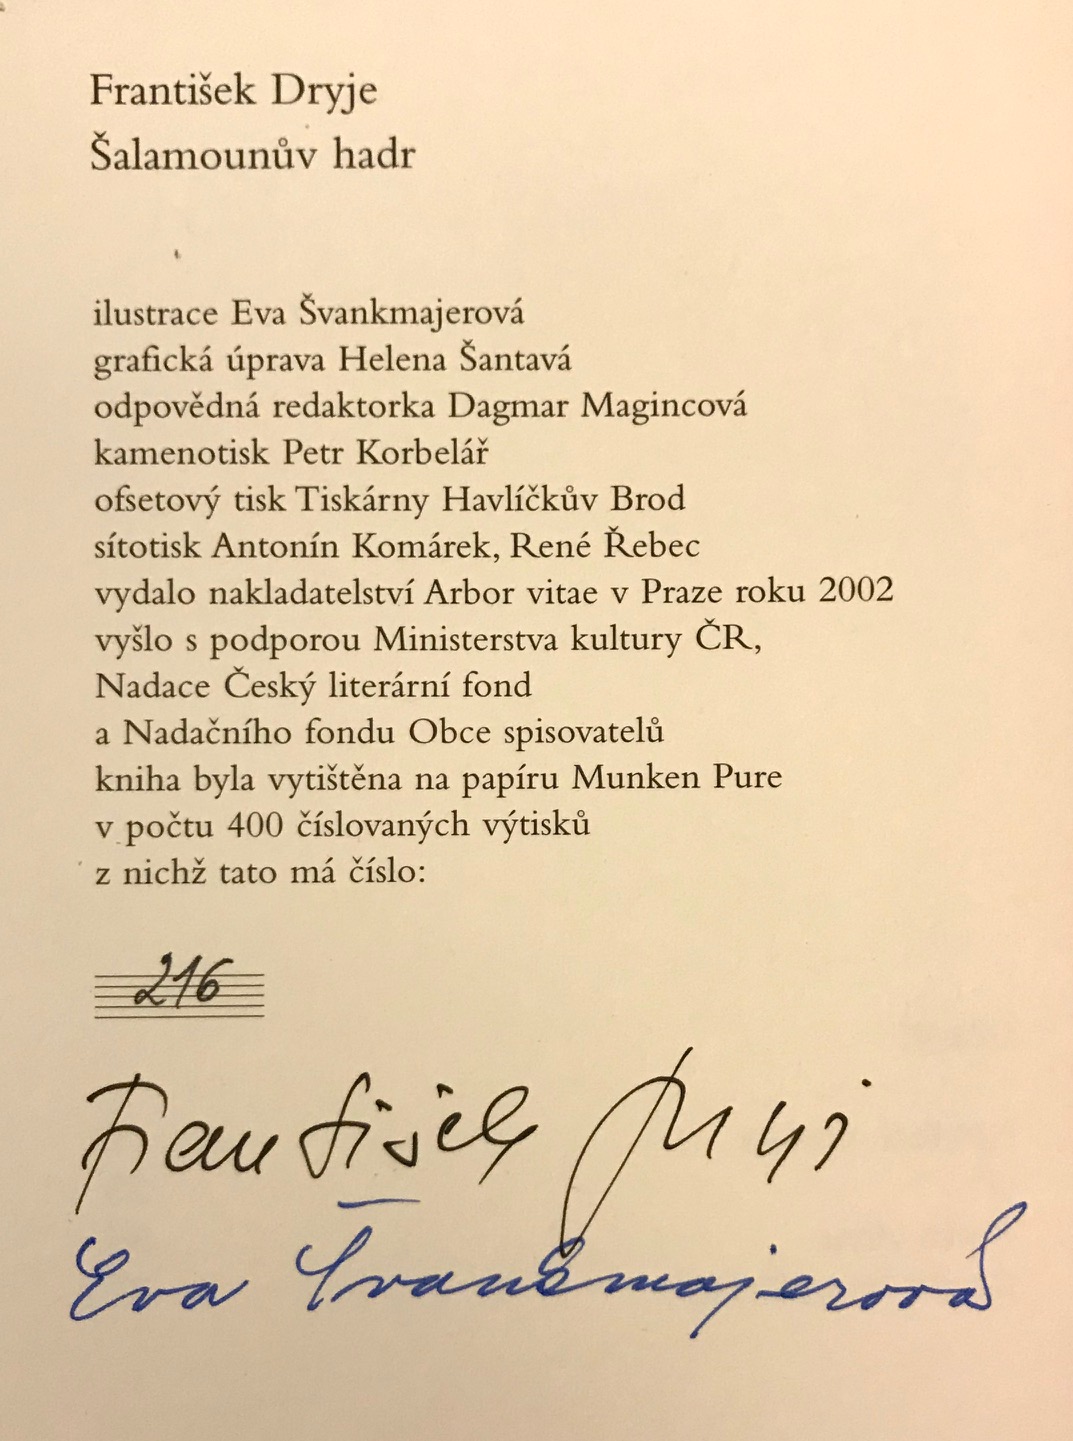 František Dryje
Šalamounův hadr
ilustrace Eva Švankmajerová
grafická úprava Helena Šantavá
odpovědná redaktorka Dagmar Magincová
kamenotisk Petr Korbelář
ofsetový tisk Tiskárny Havlíčkův Brod
sítotisk Antonín Komárek, René Řebec
vydalo nakladatelství Arbor vitae v Praze roku 2002
vyšlo s podporou Ministerstva kultury ČR,
Nadace Český literární fond
a Nadačního fondu Obce spisovatelů
kniha byla vytištěna na papíru Munken Pure
v počtu 400 číslovaných výtisků
z nichž tato má číslo:
216
František Dryje
Eva Švankmajerová